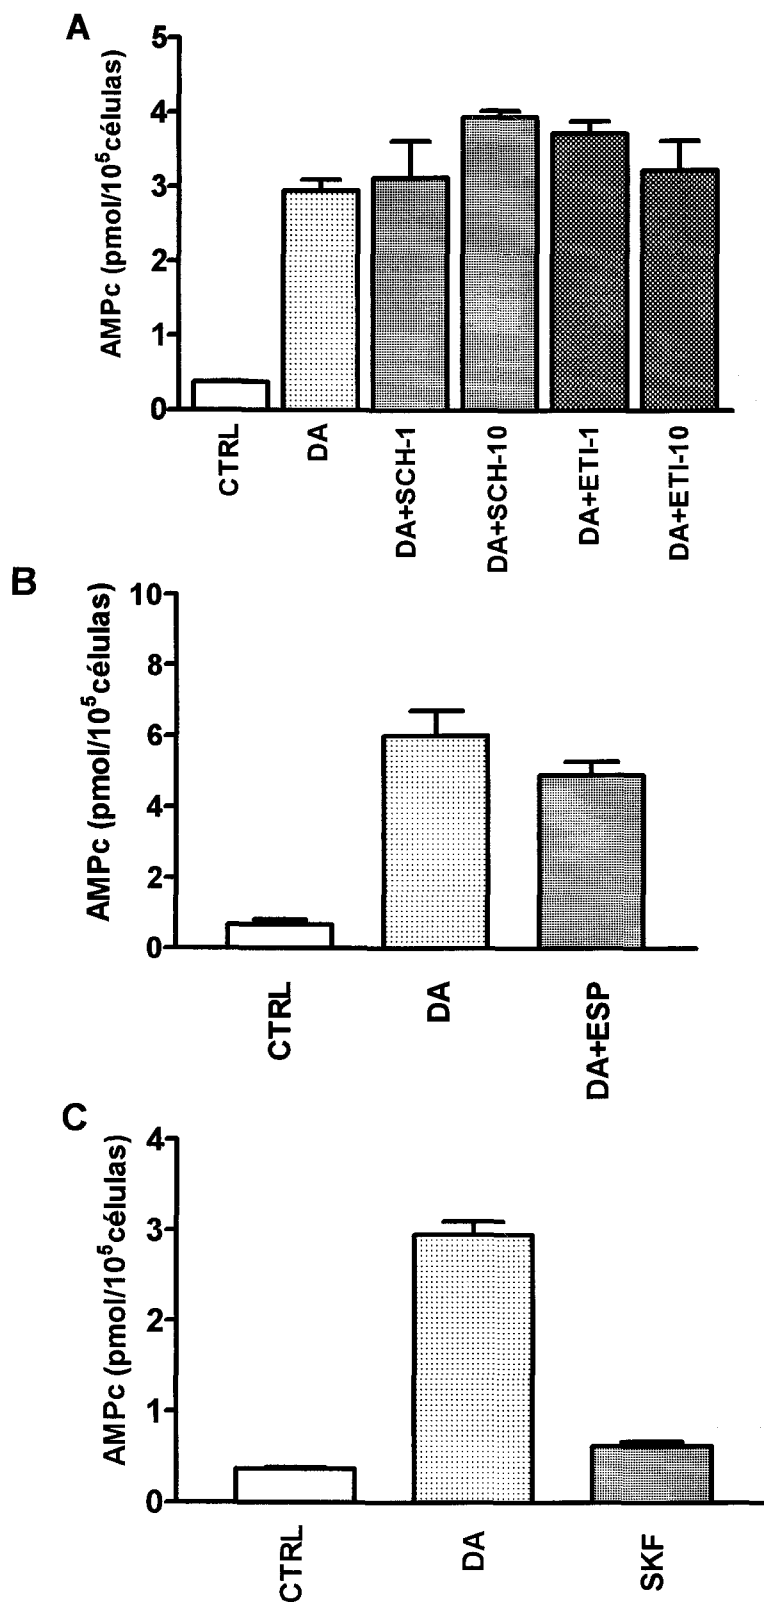 A
AMPc (pmol/10⁵células)
5
4
3
2
1
0
CTRL
DA
DA+SCH-1
DA+SCH-10
DA+ETI-1
DA+ETI-10
B
AMPc (pmol/10⁵células)
10
8
6
4
2
0
CTRL
DA
DA+ESP
C
AMPc (pmol/10⁵células)
4
3
2
1
0
CTRL
DA
SKF